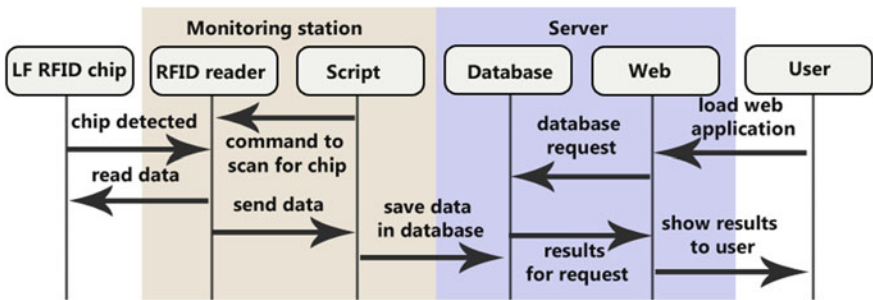 Monitoring station
Server
LF RFID chip
RFID reader
Script
Database
Web
User
chip detected
command to
scan for chip
read data
send data
save data
in database
database
request
load web
application
results
for request
show results
to user